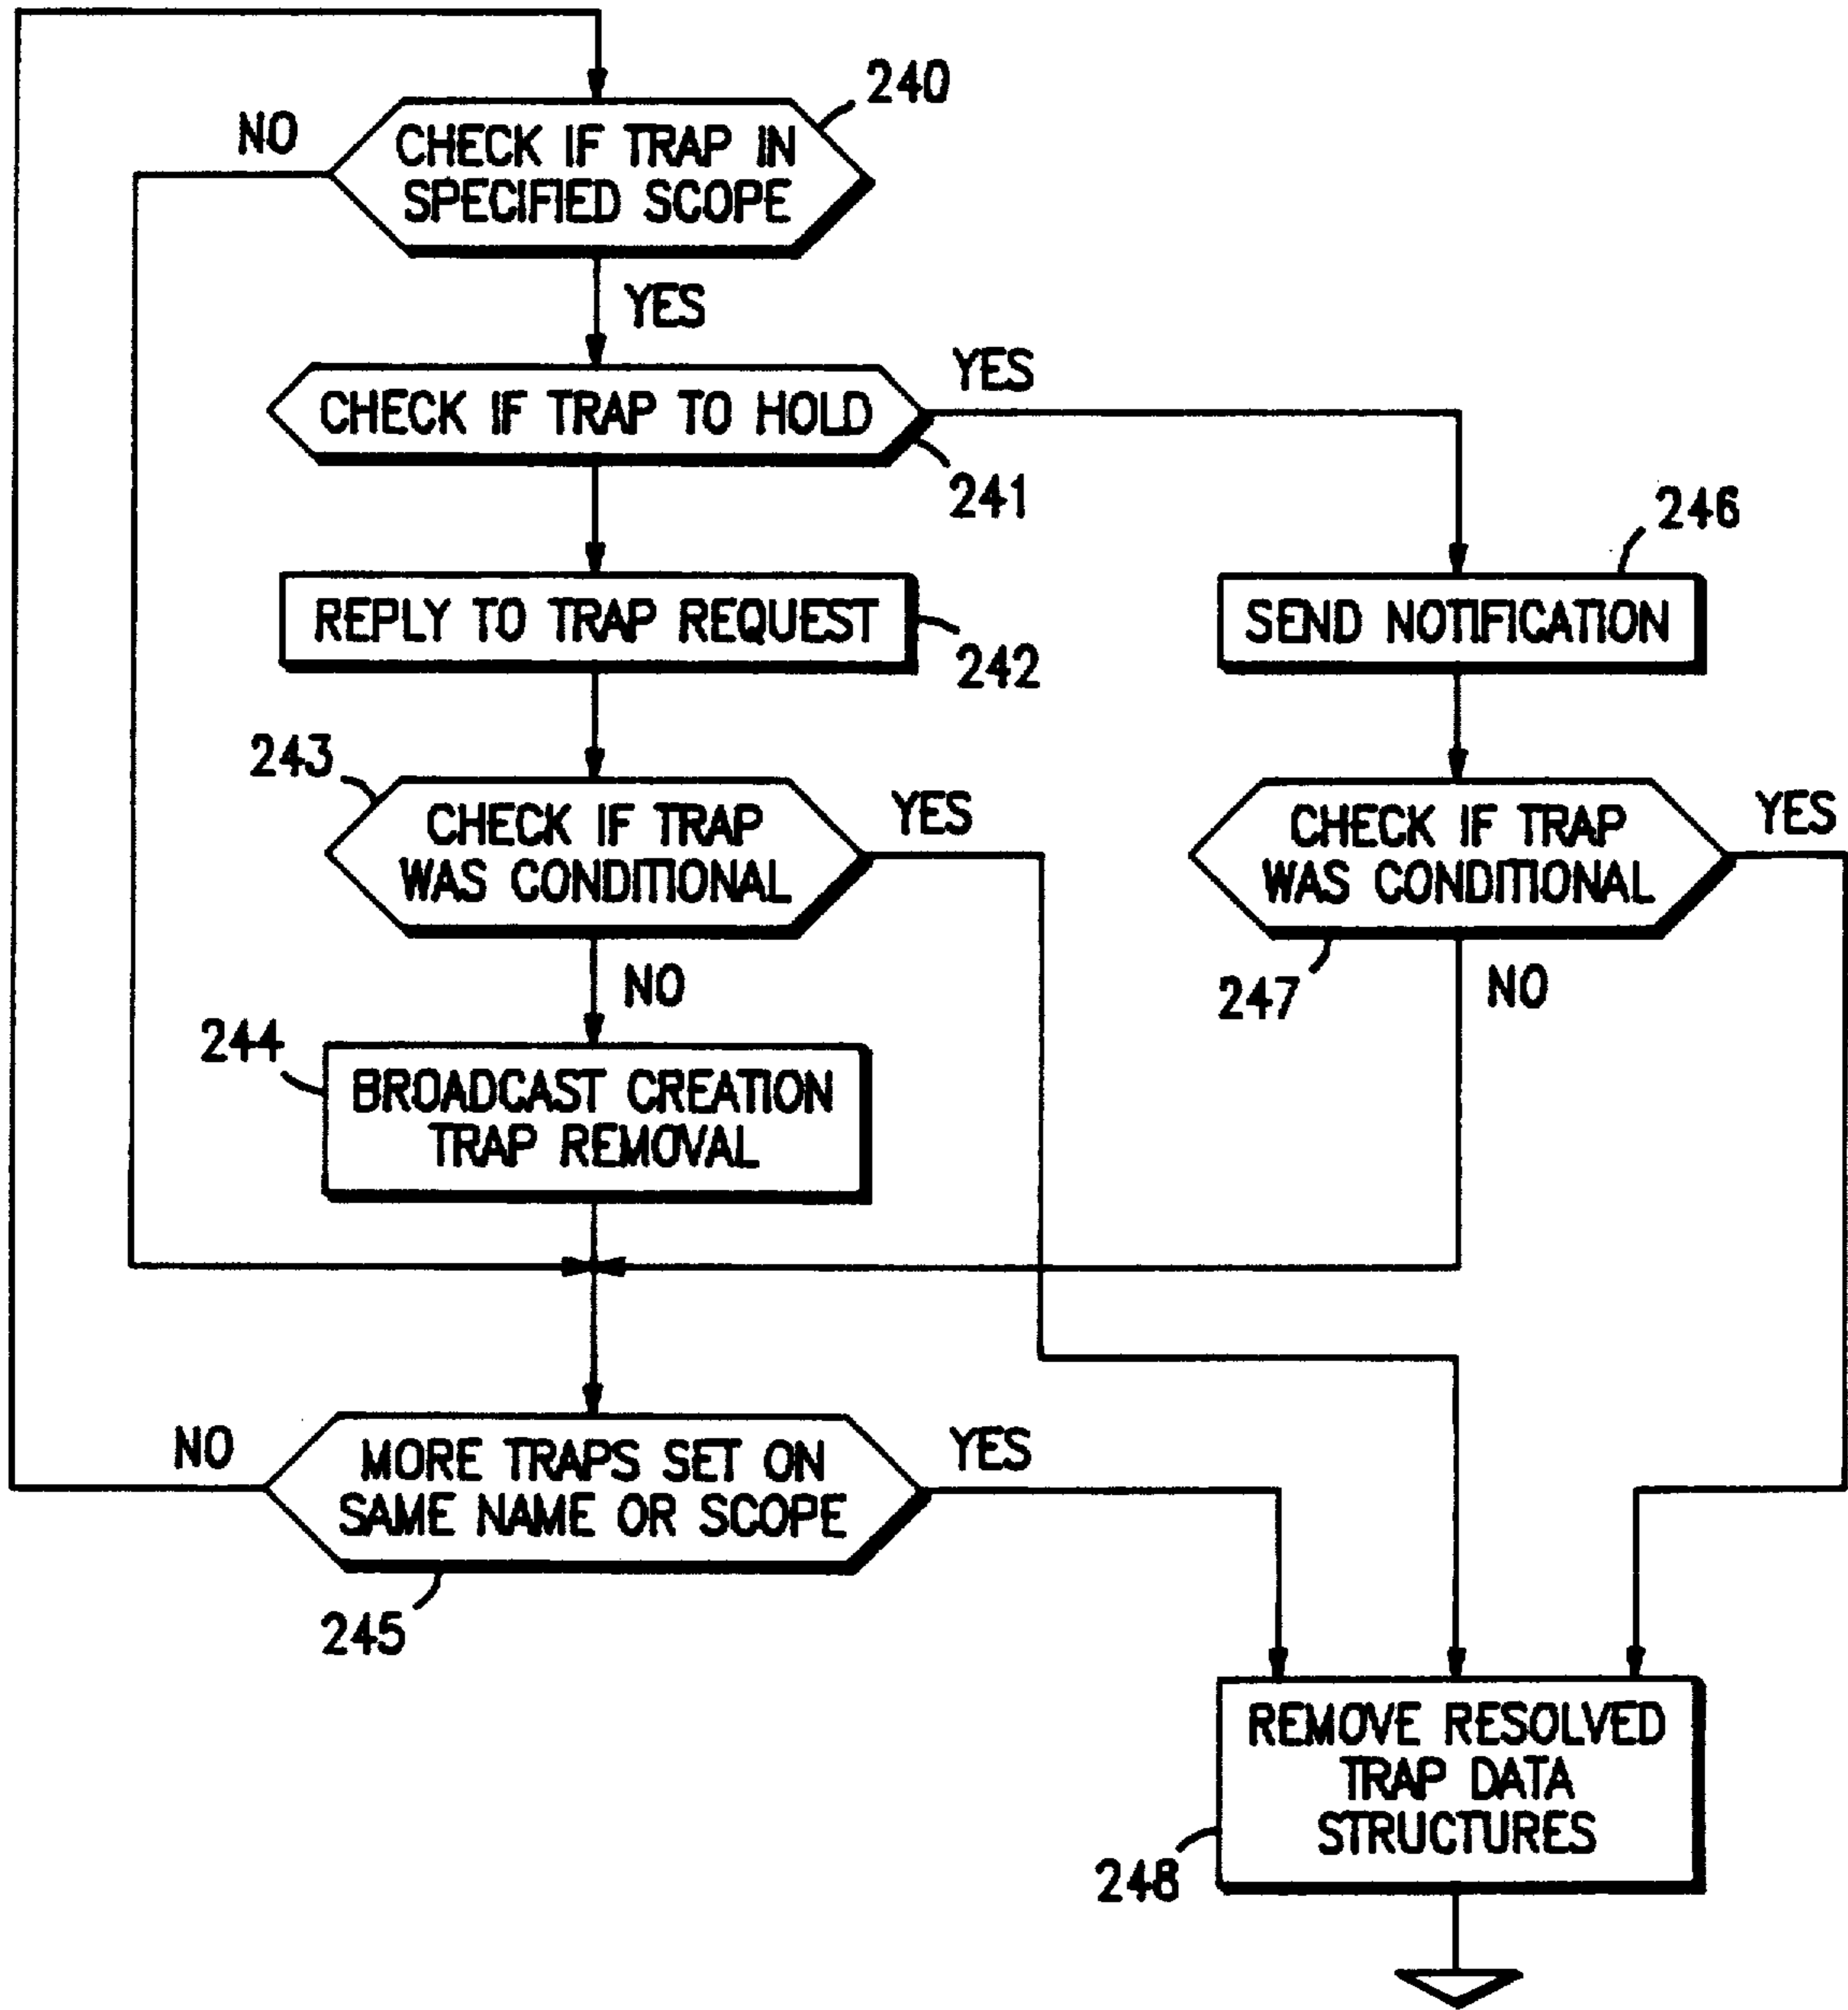 240
NO
CHECK IF TRAP IN
SPECIFIED SCOPE
YES
YES
CHECK IF TRAP TO HOLD
241
246
REPLY TO TRAP REQUEST
242
SEND NOTIFICATION
243
CHECK IF TRAP
WAS CONDITIONAL
YES
CHECK IF TRAP
WAS CONDITIONAL
YES
NO
247
NO
244
BROADCAST CREATION
TRAP REMOVAL
NO
MORE TRAPS SET ON
SAME NAME OR SCOPE
YES
245
REMOVE RESOLVED
TRAP DATA
STRUCTURES
248